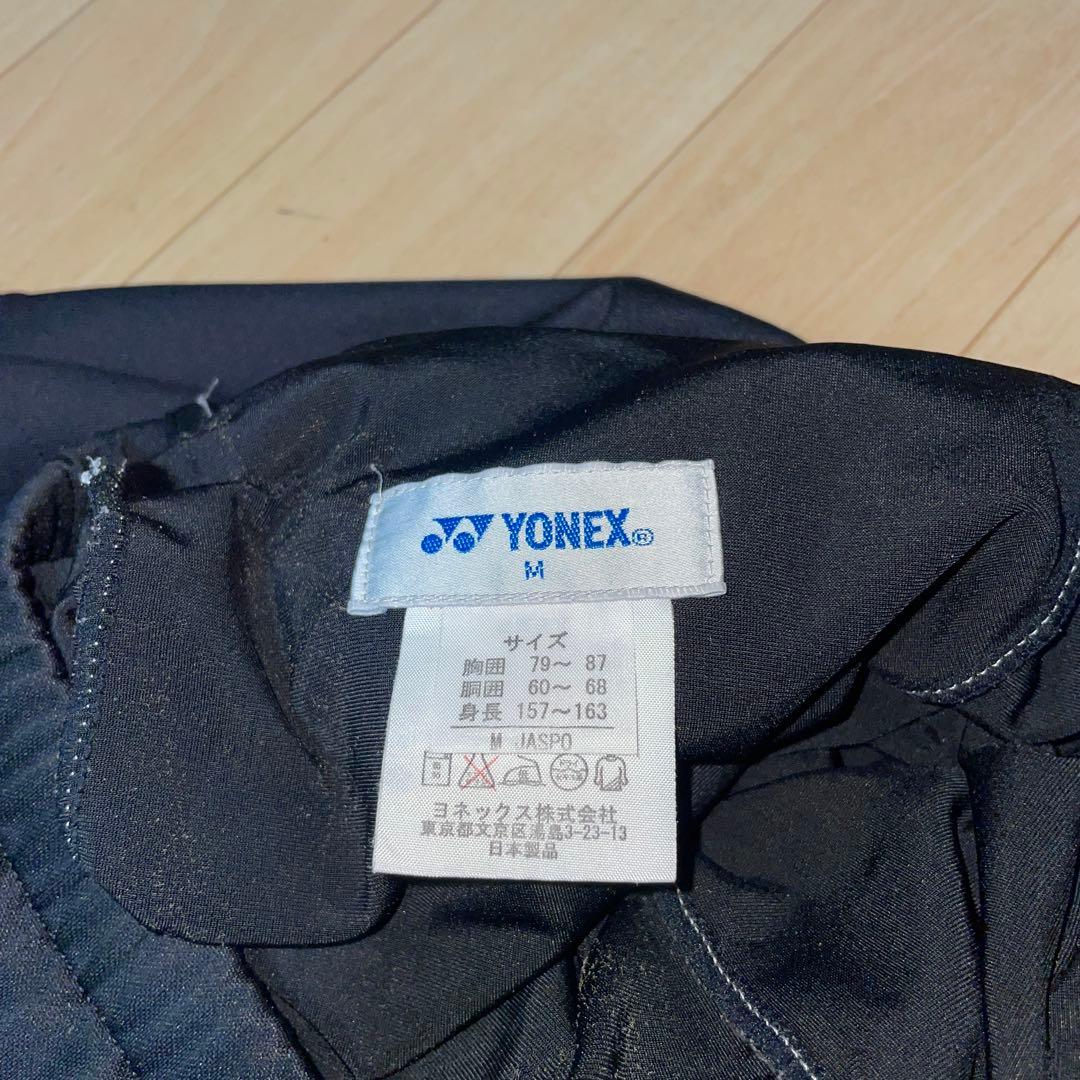 YONEX®
M
サイズ
胸囲 79～ 87
胴囲 60～ 68
身長 157～163
M JASPO
ヨネックス株式会社
東京都文京区湯島3-23-13
日本製品